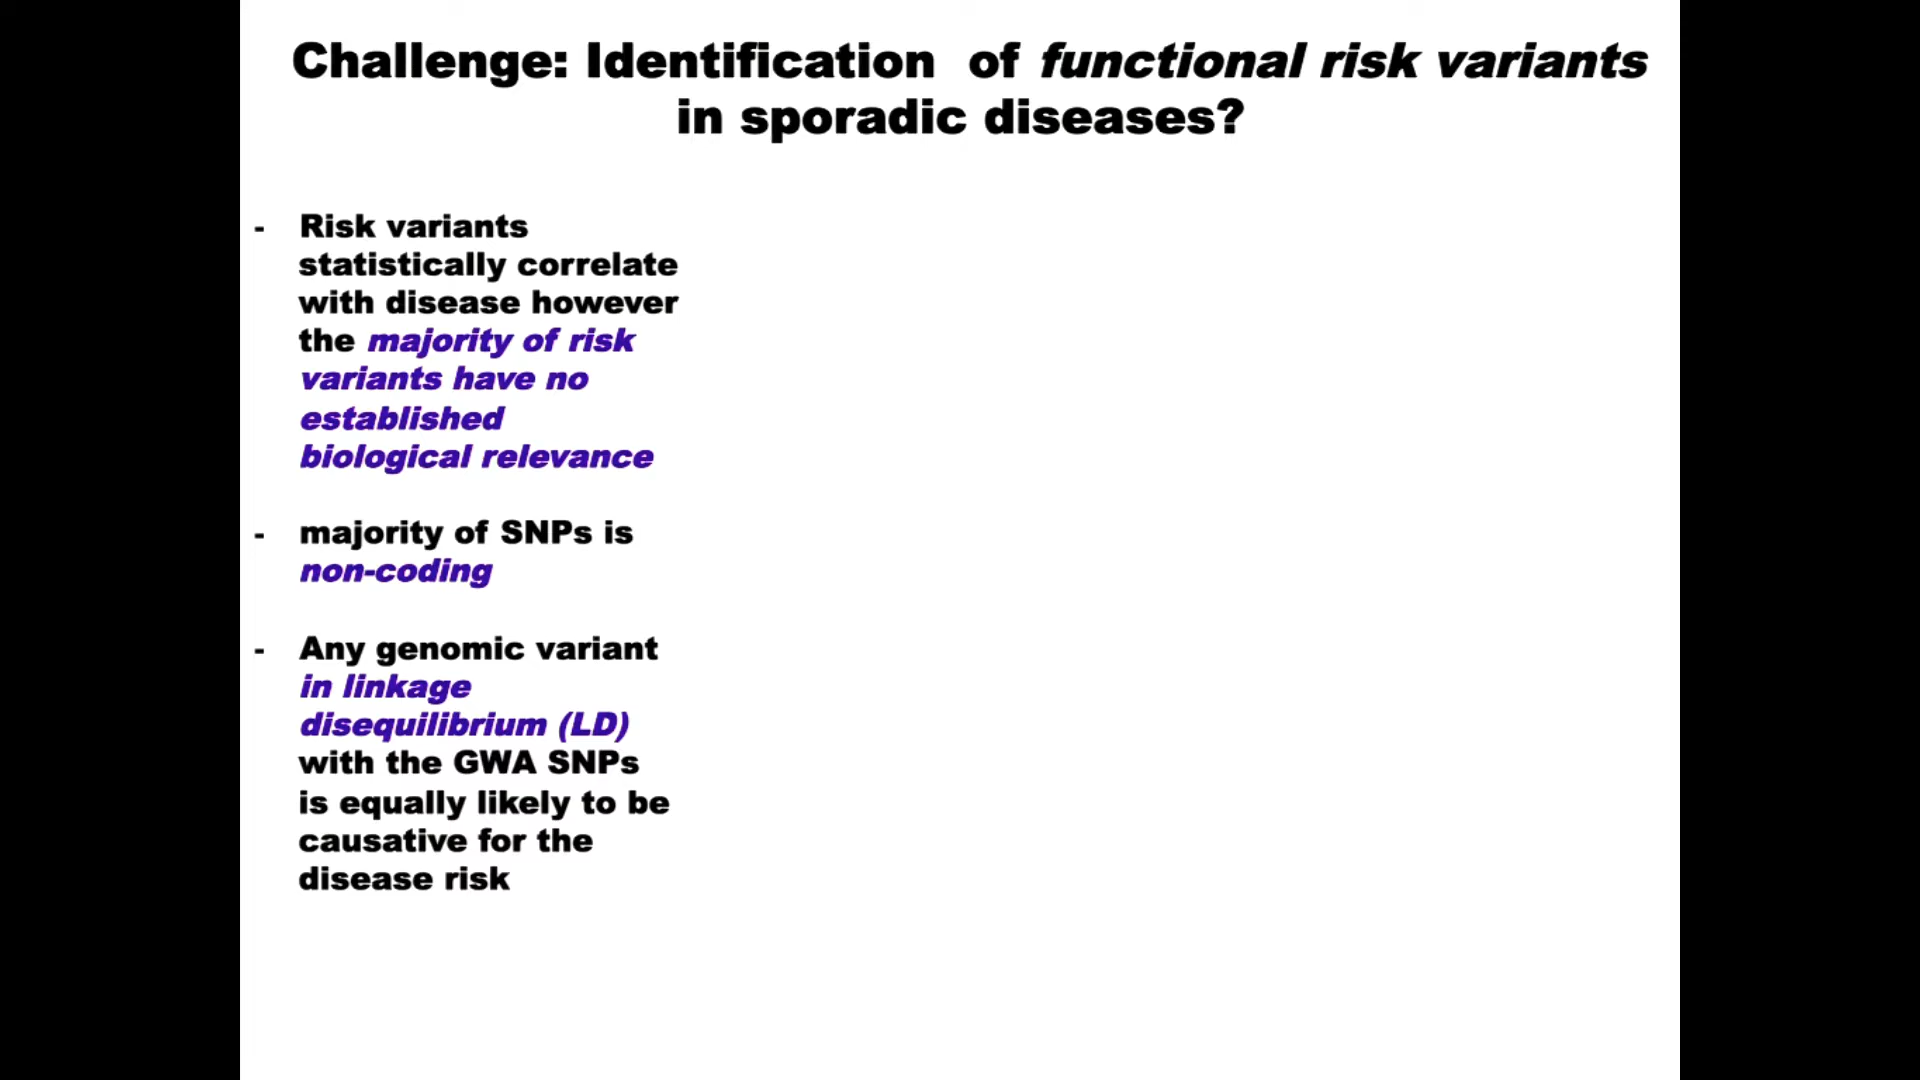 Challenge: Identification of functional risk variants
in sporadic diseases?
- Risk variants
statistically correlate
with disease however
the majority of risk
variants have no
established
biological relevance
- majority of SNPs is
non-coding
- Any genomic variant
in linkage
disequilibrium (LD)
with the GWA SNPs
is equally likely to be
causative for the
disease risk